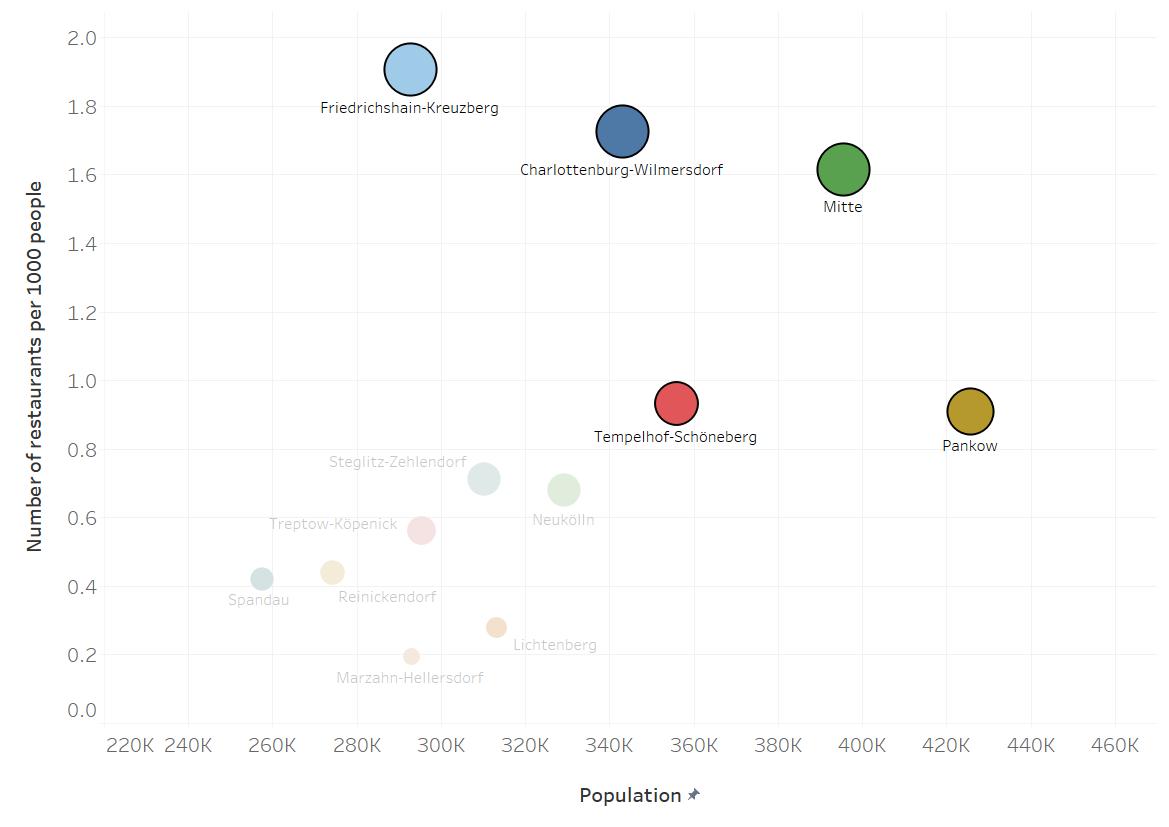 2.0
Friedrichshain-Kreuzberg
1.8
Charlottenburg-Wilmersdorf
1.6
Mitte
1.4
1.2
1.0
Tempelhof-Schöneberg
Pankow
0.8
Steglitz-Zehlendorf
Neukölln
0.6
Treptow-Köpenick
0.4
Spandau
Reinickendorf
Lichtenberg
0.2
Marzahn-Hellersdorf
0.0
Number of restaurants per 1000 people
220K 240K 260K 280K 300K 320K 340K 360K 380K 400K 420K 440K 460K
Population